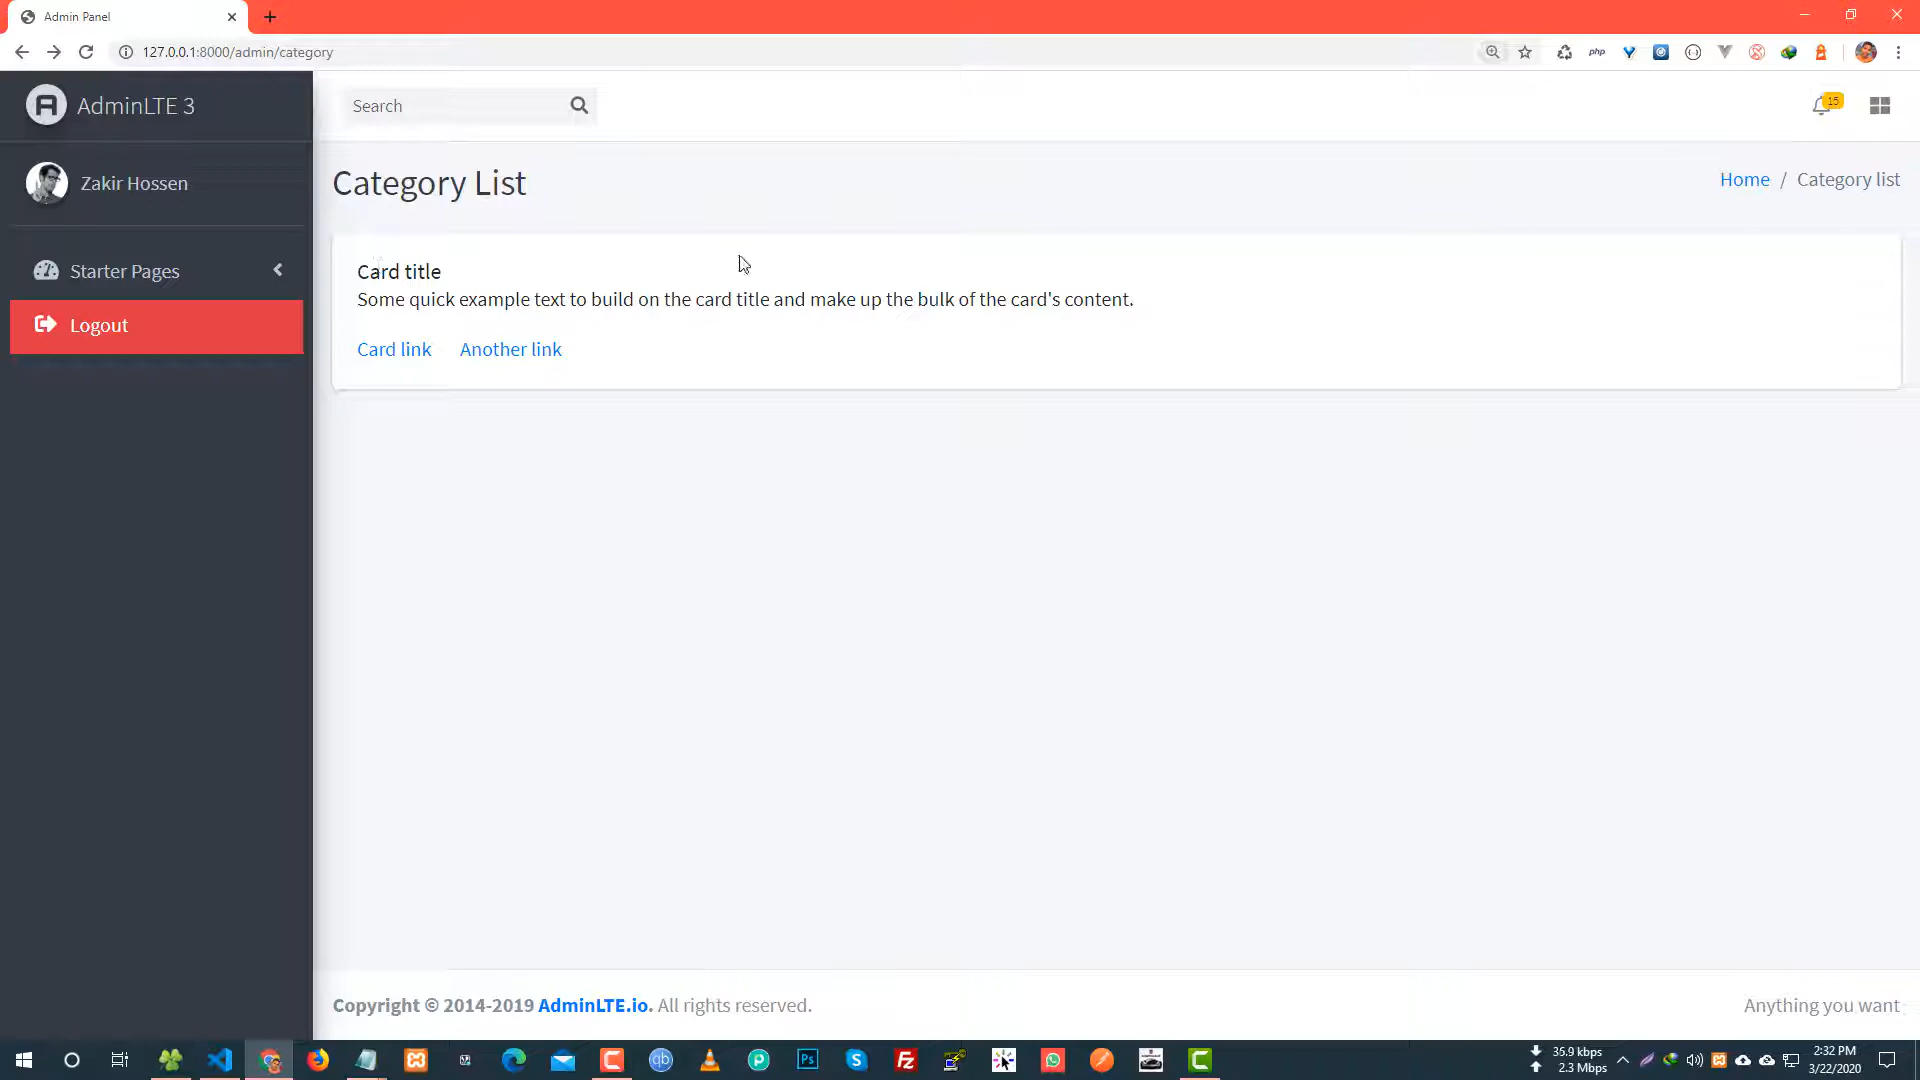 Admin Panel
127.0.0.1:8000/admin/category
php
AdminLTE 3
Search
15
Zakir Hossen
Category List
Home / Category list
Starter Pages
Logout
Card title
Some quick example text to build on the card title and make up the bulk of the card's content.
Card link Another link
Copyright © 2014-2019 AdminLTE.io. All rights reserved.
Anything you want
qb
Ps
35.9 kbps
2.3 Mbps
2:32 PM
3/22/2020